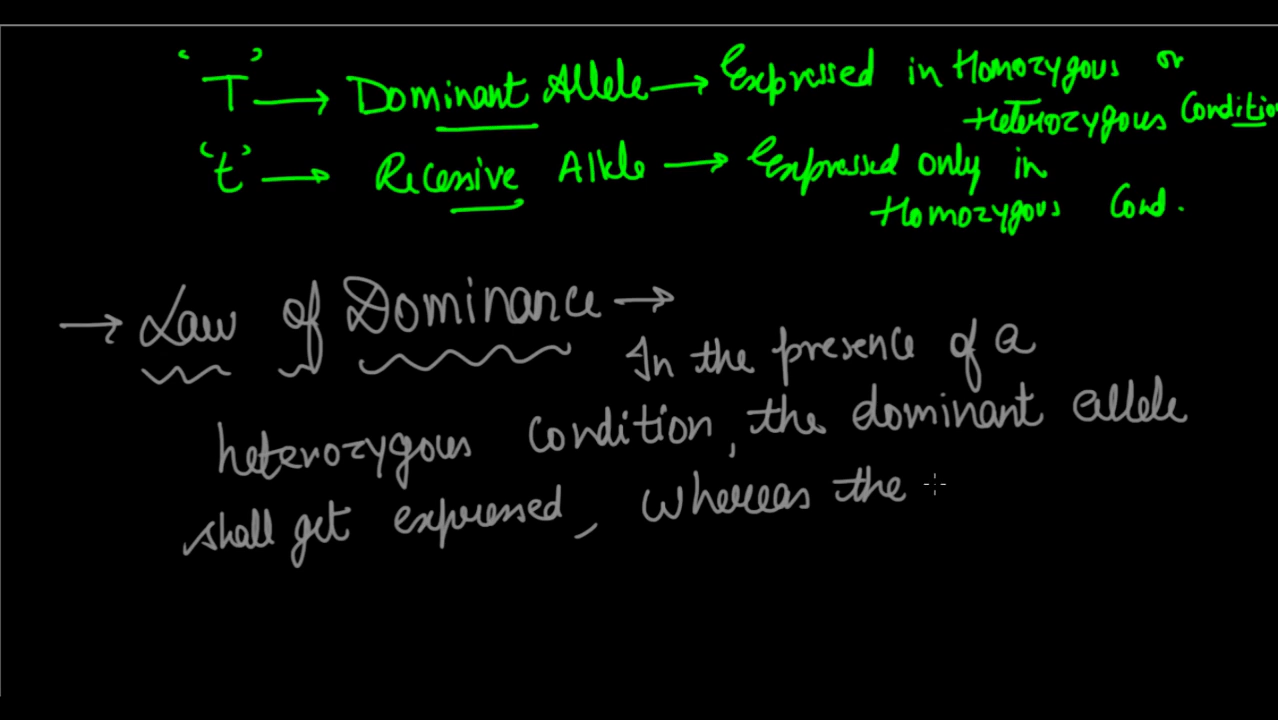 'T' → Dominant Allele → Expressed in Homozygous or
Heterozygous Condition
't' → Recessive Allele → Expressed only in
Homozygous Cond.
→ Law of Dominance →
In the presence of a
heterozygous condition, the dominant allele
shall get expressed, whereas the